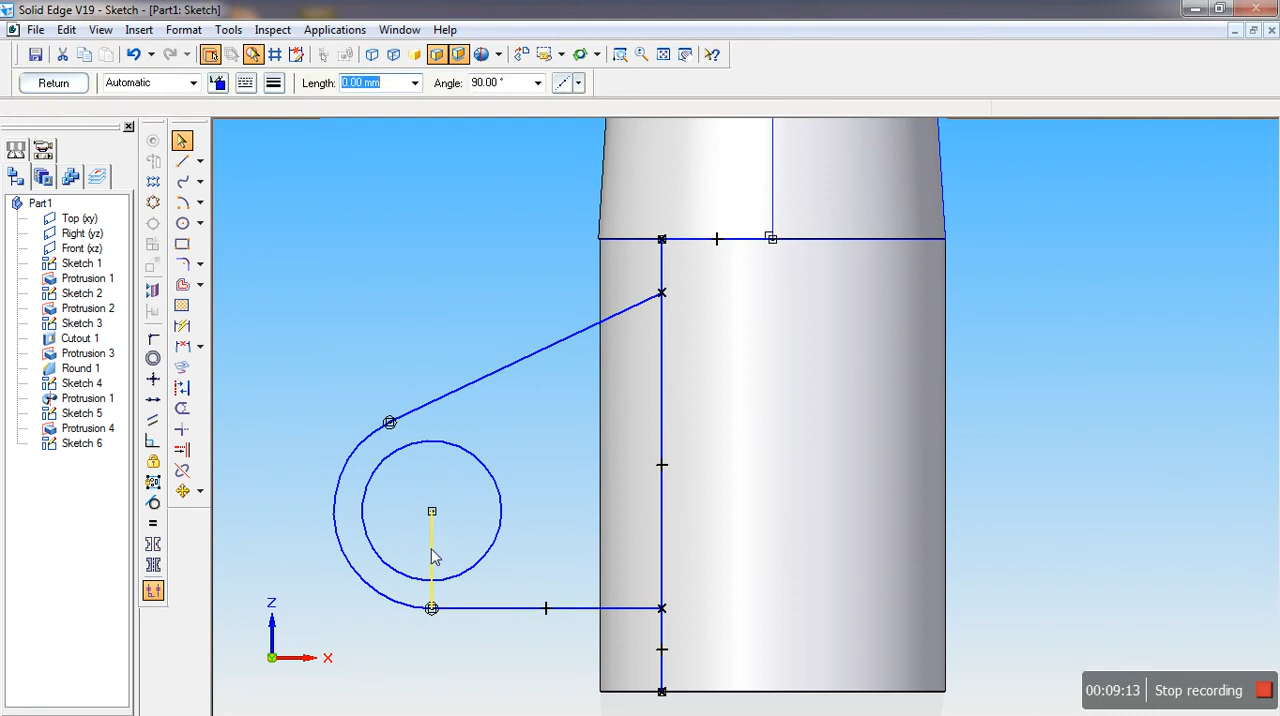 Solid Edge V19 - Sketch - [Part1: Sketch]
File Edit View Insert Format Tools Inspect Applications Window Help
Return Automatic Length: 0.00 mm Angle: 90.00 °
Part1
Top (xy)
Right (yz)
Front (xz)
Sketch 1
Protrusion 1
Sketch 2
Protrusion 2
Sketch 3
Cutout 1
Protrusion 3
Round 1
Sketch 4
Protrusion 1
Sketch 5
Protrusion 4
Sketch 6
Z
X
00:09:13 Stop recording